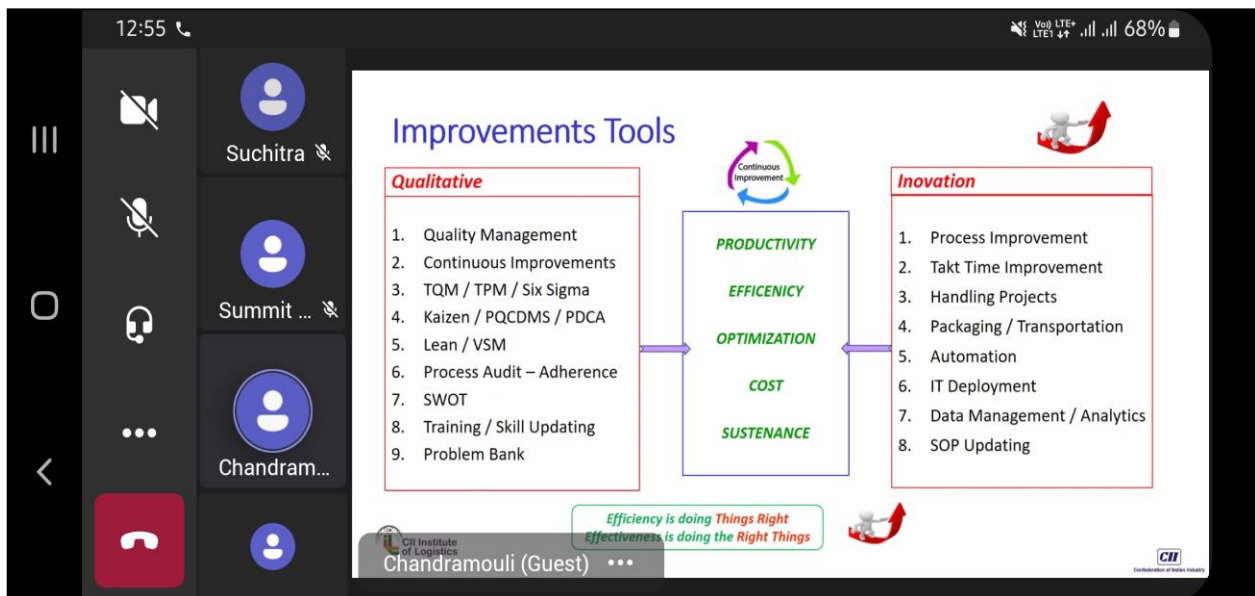 12:55
Voo) LTE+
LTE1
68%
Suchitra
Summit ...
Chandram...
Improvements Tools
Continuous
Improvement
Qualitative
1. Quality Management
2. Continuous Improvements
3. TQM / TPM / Six Sigma
4. Kaizen / PQCDMS / PDCA
5. Lean / VSM
6. Process Audit – Adherence
7. SWOT
8. Training / Skill Updating
9. Problem Bank
PRODUCTIVITY
EFFICENICY
OPTIMIZATION
COST
SUSTENANCE
Inovation
1. Process Improvement
2. Takt Time Improvement
3. Handling Projects
4. Packaging / Transportation
5. Automation
6. IT Deployment
7. Data Management / Analytics
8. SOP Updating
Efficiency is doing Things Right
Effectiveness is doing the Right Things
CII Institute
of Logistics
Chandramouli (Guest) •••
CII
Confederation of Indian Industry